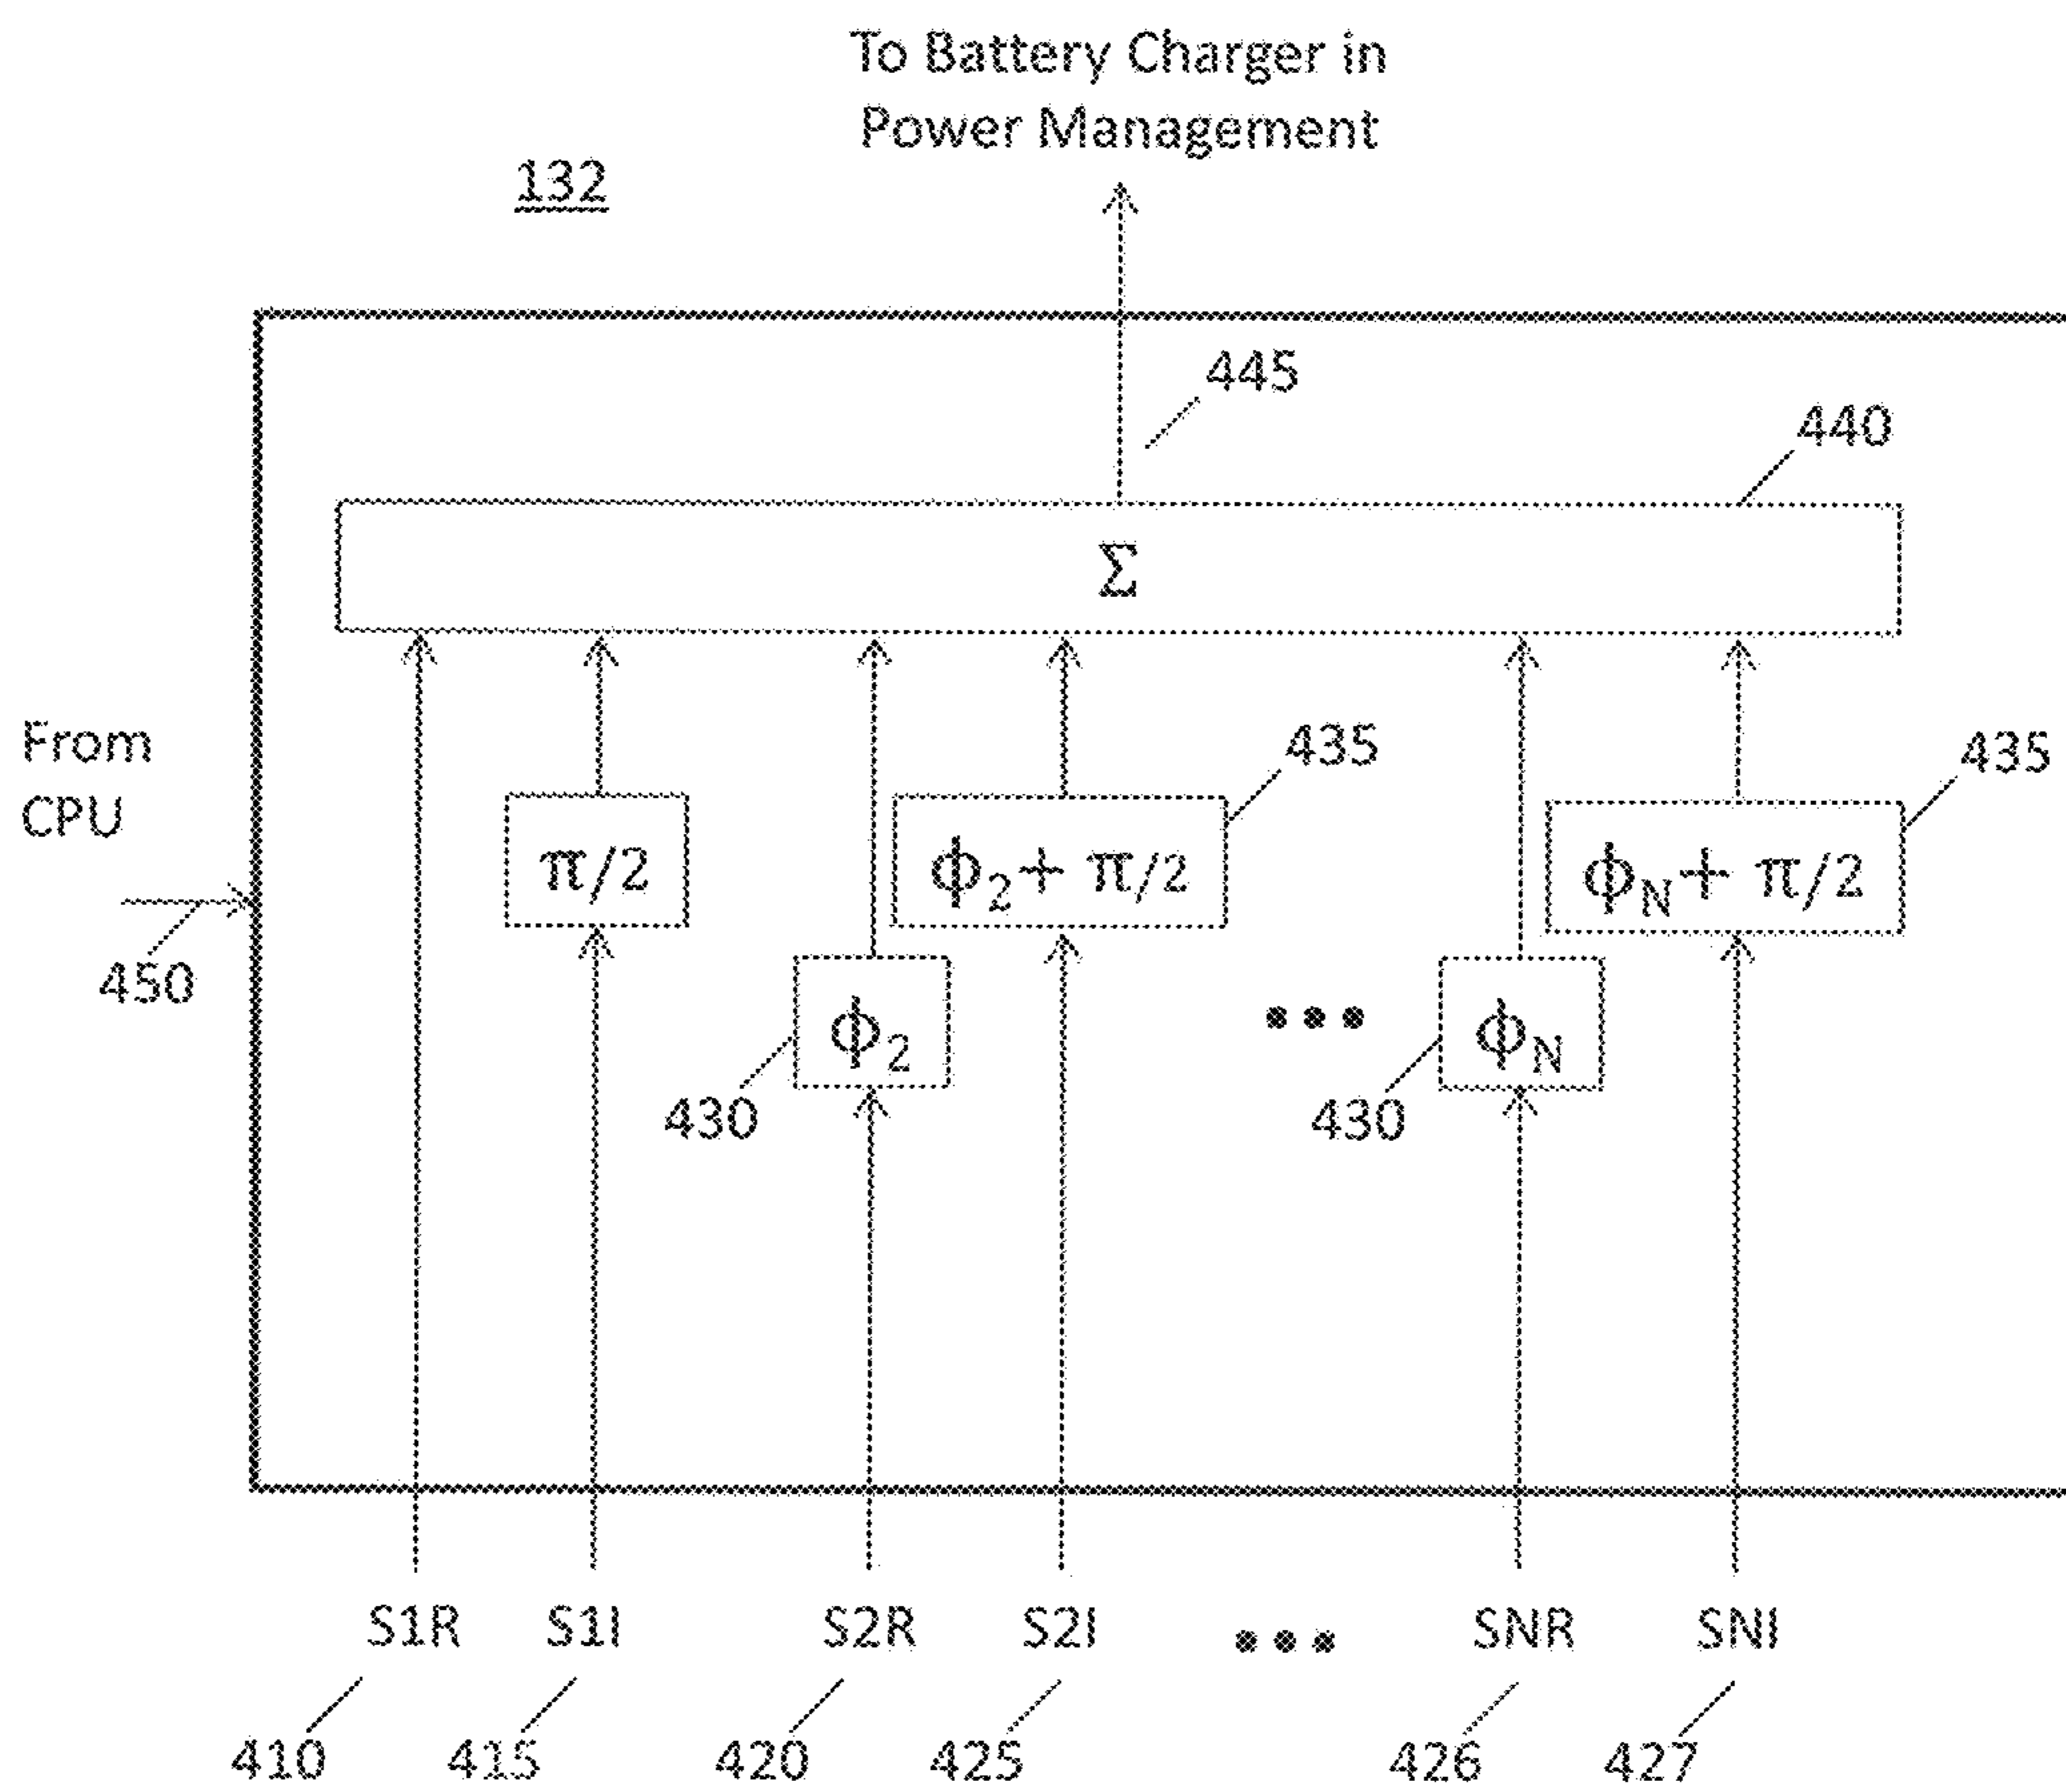 To Battery Charger in
Power Management
132
445
440
Σ
From
CPU
435
435
π/2
ϕ2+ π/2
ϕN+ π/2
450
ϕ2
•••
ϕN
430
430
S1R S1I S2R S2I ••• SNR SNI
410 415 420 425 426 427